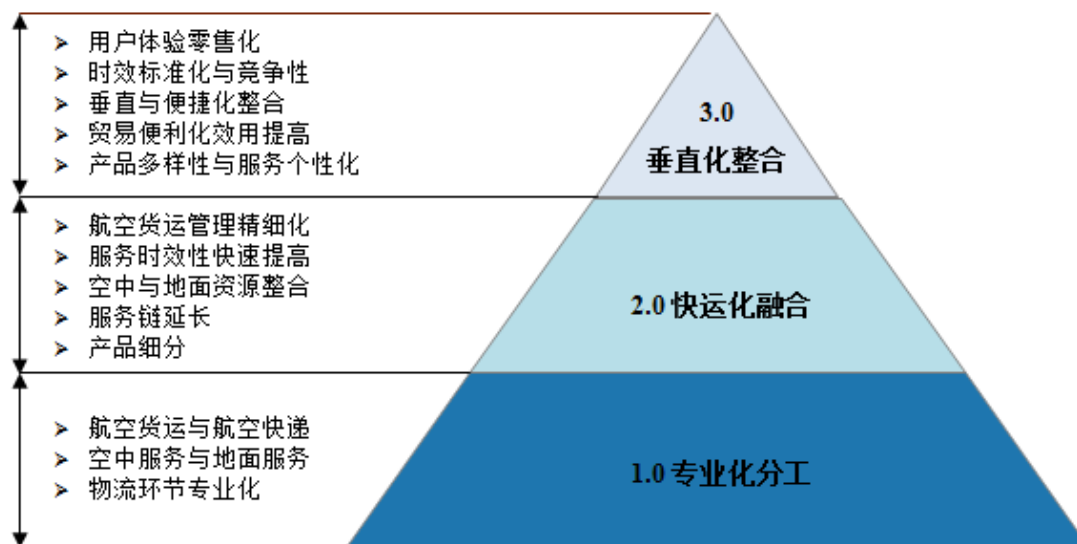 用户体验零售化
时效标准化与竞争性
垂直与便捷化整合
贸易便利化效用提高
产品多样性与服务个性化
3.0
垂直化整合
航空货运管理精细化
服务时效性快速提高
空中与地面资源整合
服务链延长
产品细分
2.0 快运化融合
航空货运与航空快递
空中服务与地面服务
物流环节专业化
1.0 专业化分工